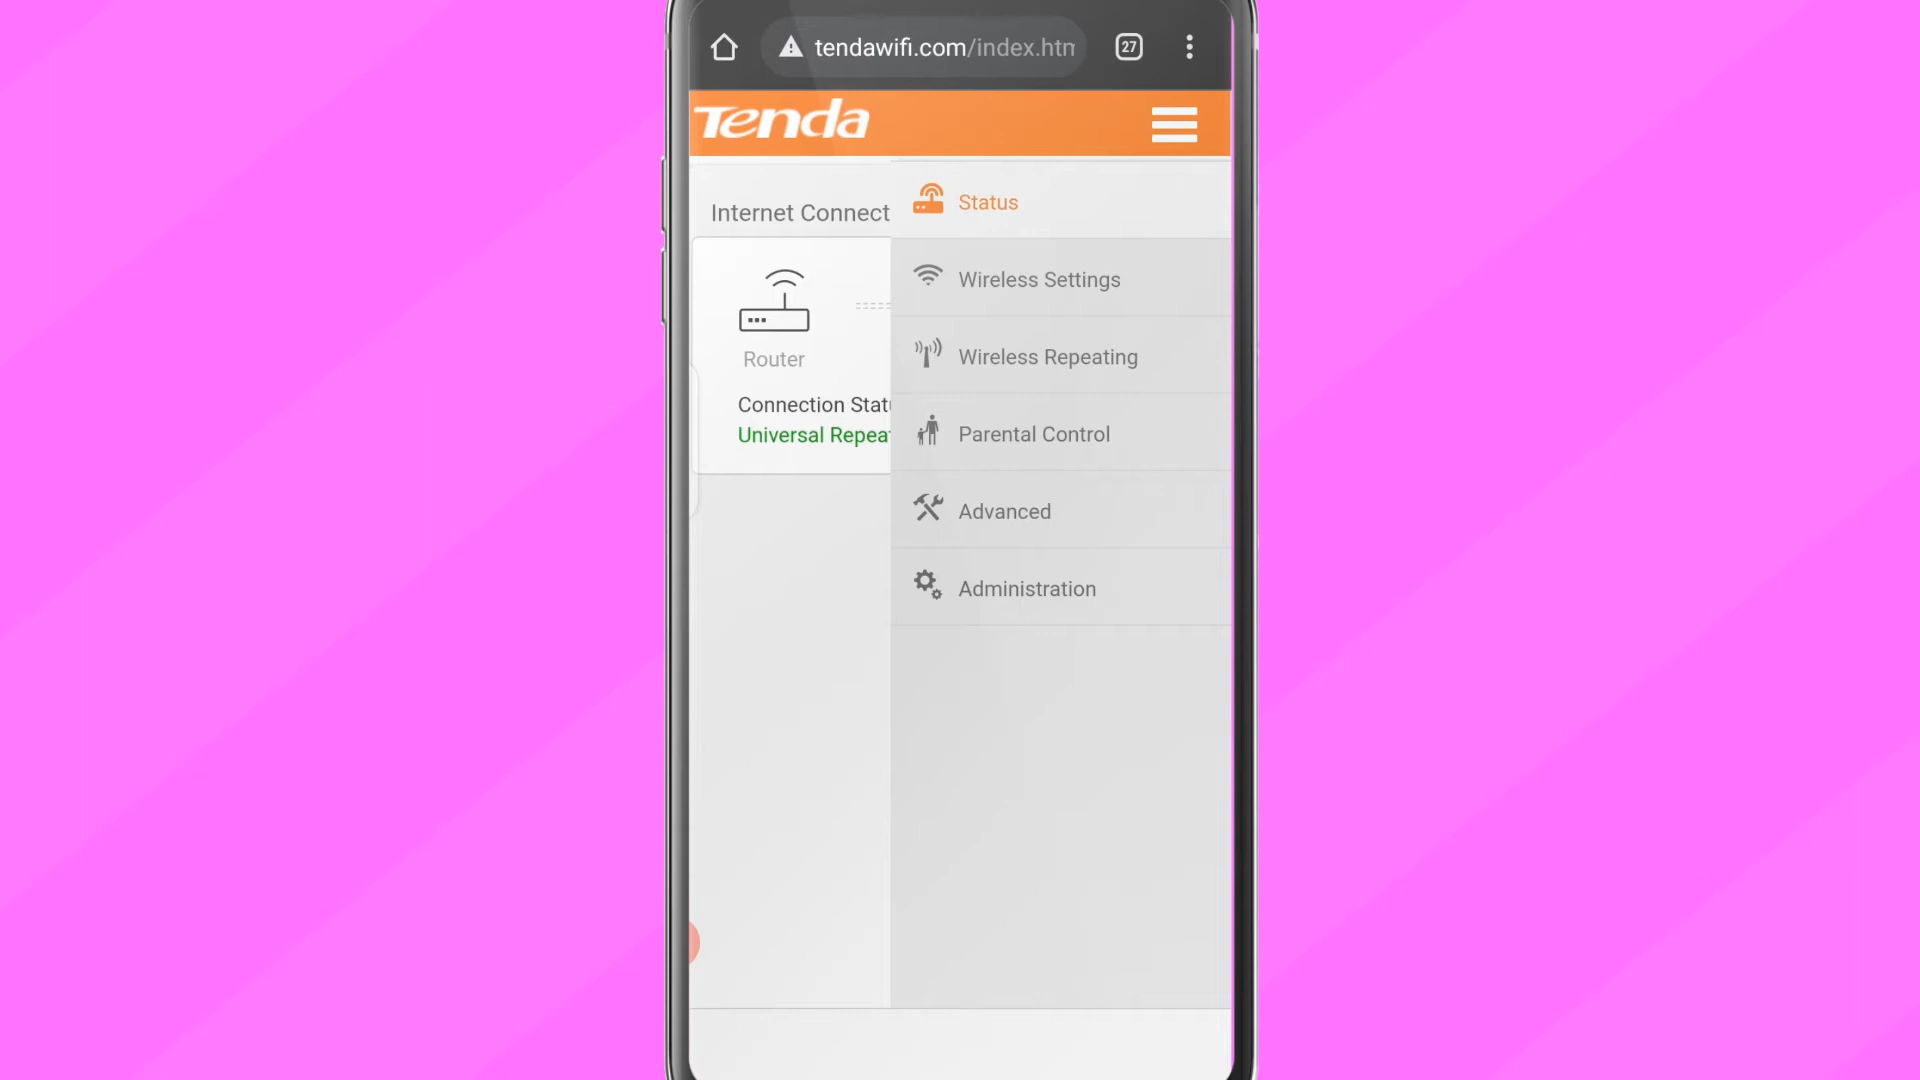 tendawifi.com/index.htm
27
Tenda
Internet Connect
Router
Connection Stat
Universal Repea
Status
Wireless Settings
Wireless Repeating
Parental Control
Advanced
Administration